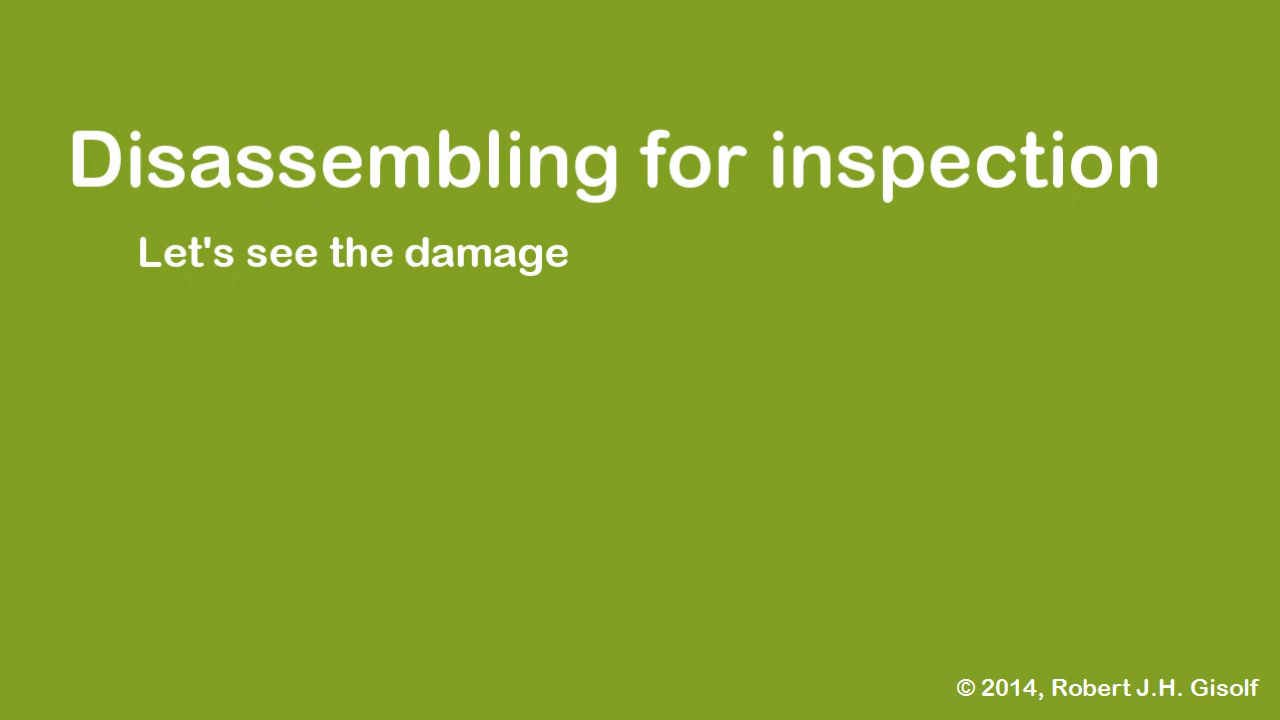 Disassembling for inspection
Let's see the damage
© 2014, Robert J.H. Gisolf